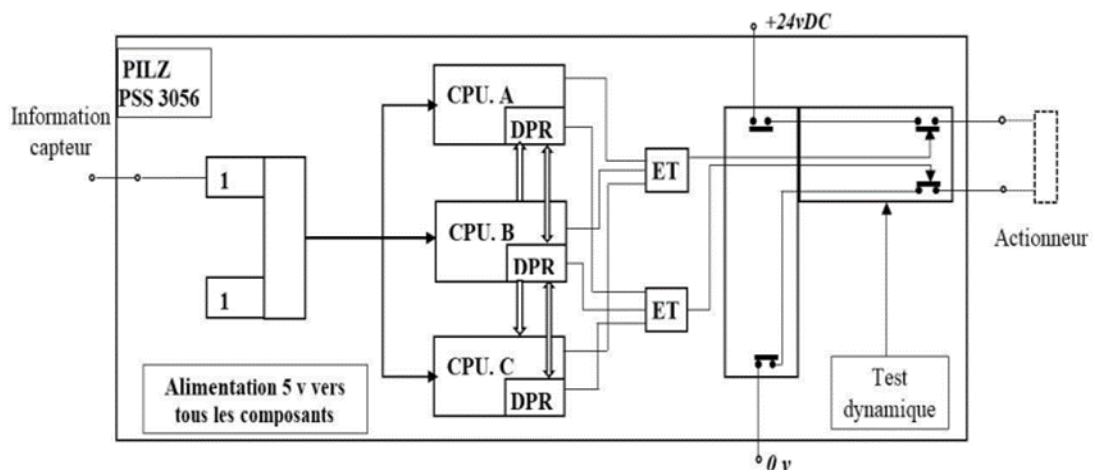 +24vDC
PILZ
PSS 3056
Information
capteur
1
1
CPU. A
DPR
CPU. B
DPR
CPU. C
DPR
ET
ET
Actionneur
Alimentation 5 v vers
tous les composants
Test
dynamique
0 v